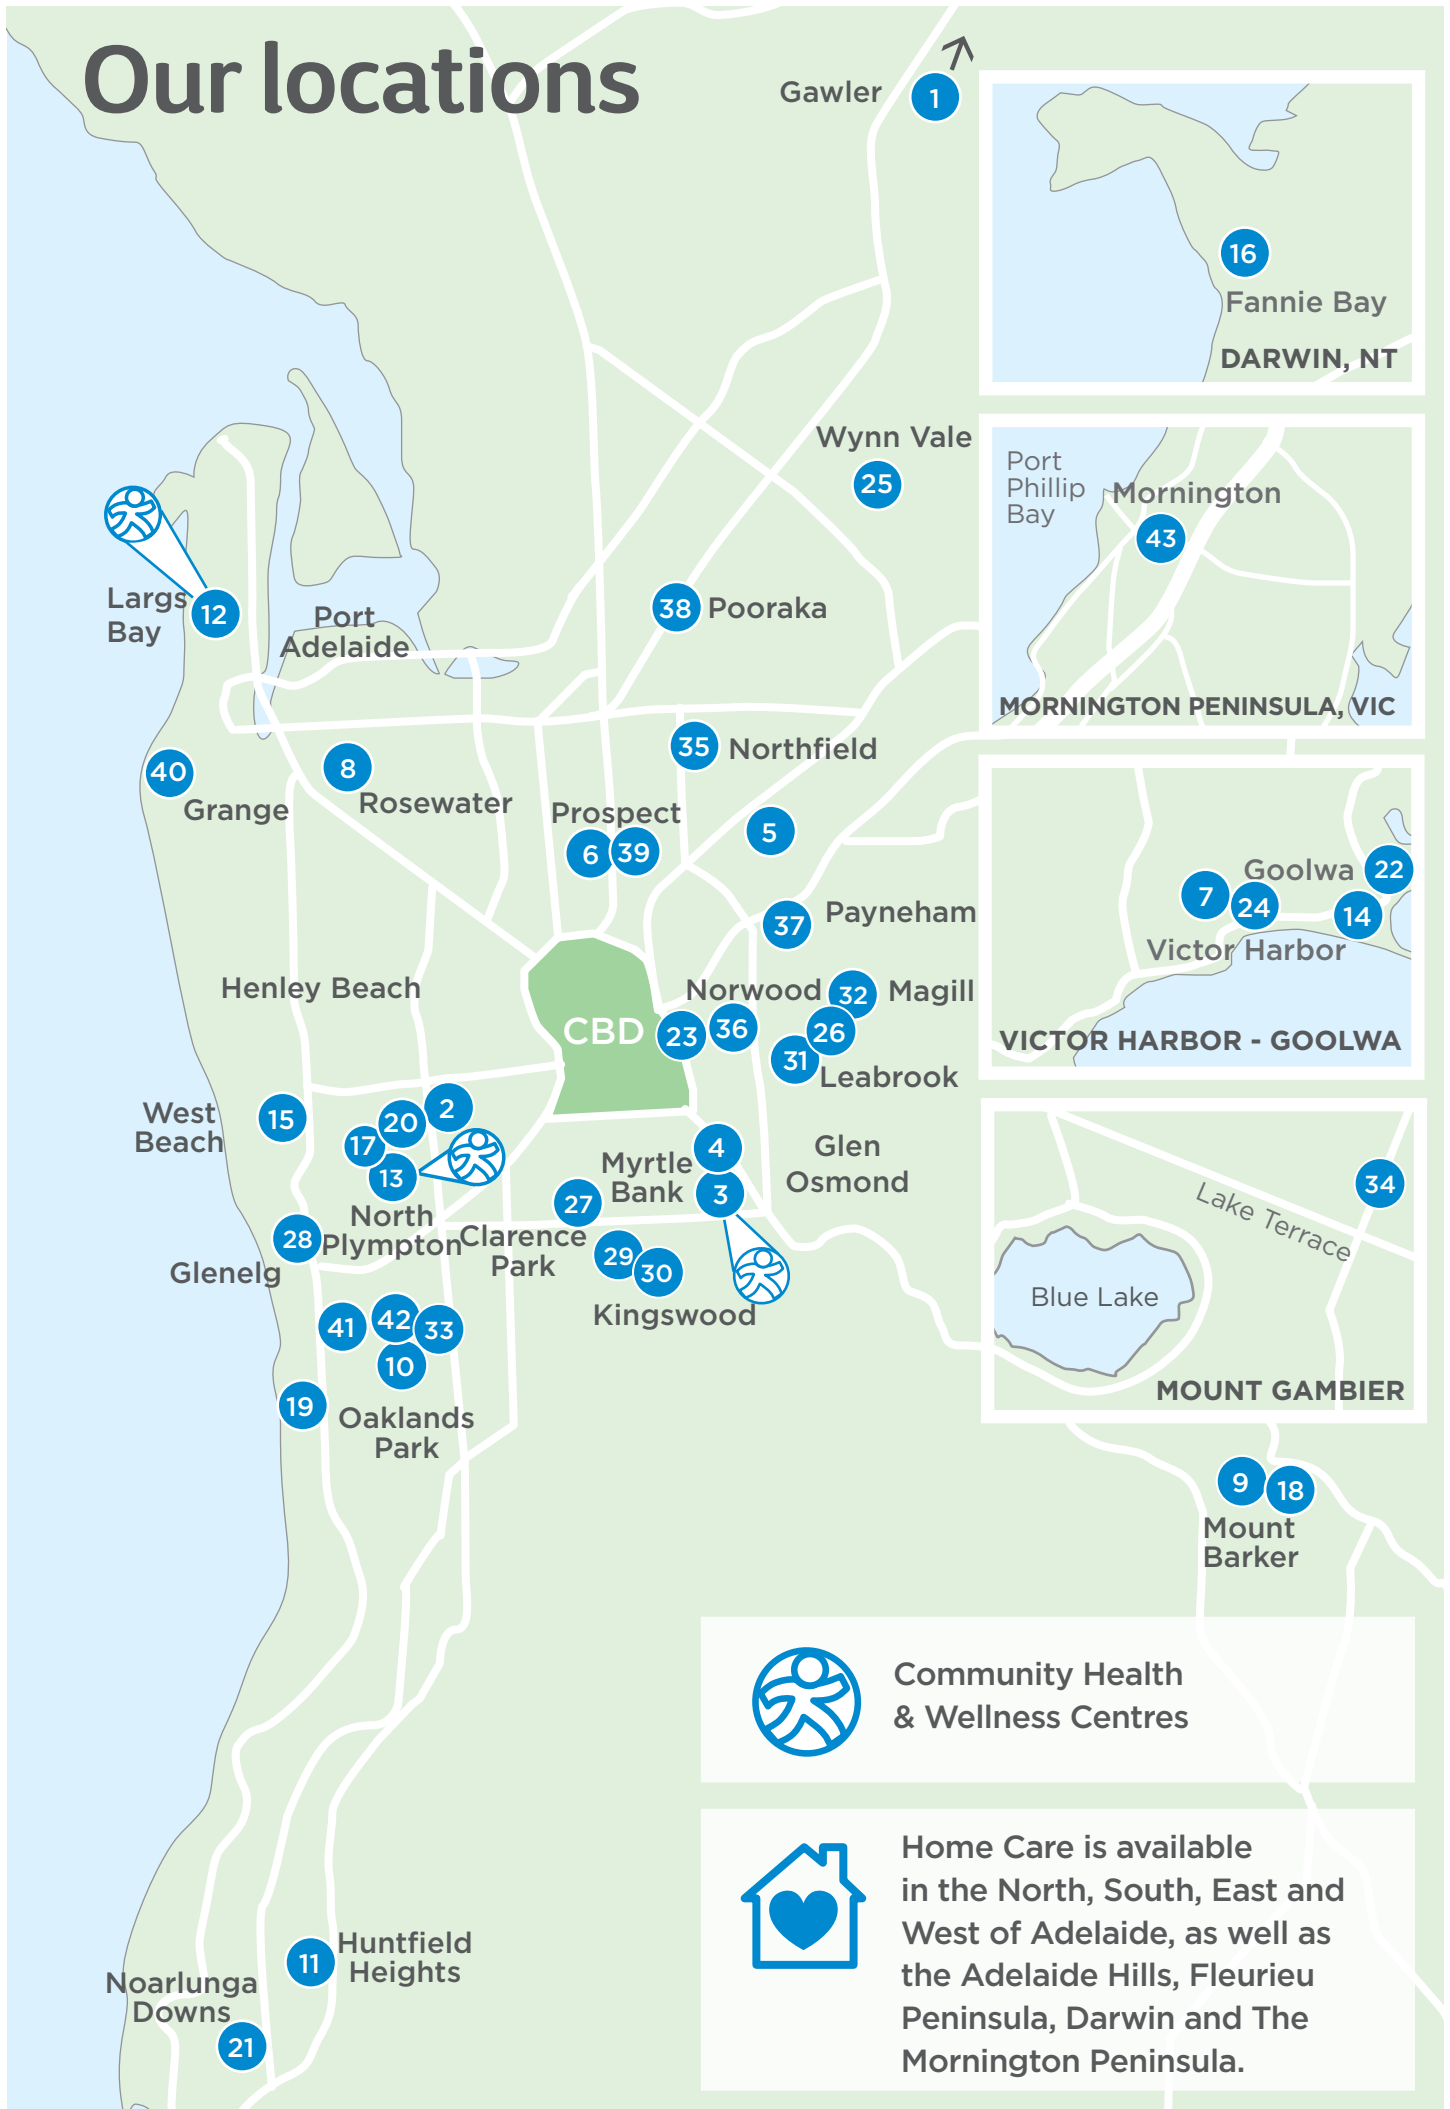 Our locations
Gawler
1
16
Fannie Bay
DARWIN, NT
Wynn Vale
25
Port
Phillip
Bay
Mornington
43
MORNINGTON PENINSULA, VIC
Largs
Bay
12
Port
Adelaide
38
Pooraka
40
Grange
8
Rosewater
35
Northfield
Prospect
6
39
5
37
Payneham
Goolwa
22
7
24
14
Victor Harbor
VICTOR HARBOR - GOOLWA
Henley Beach
CBD
Norwood
32
Magill
23
36
26
31
Leabrook
West
Beach
15
2
20
17
13
North
Plympton
4
Myrtle
Bank
3
Glen
Osmond
27
Clarence
Park
28
Glenelg
29
30
Kingswood
34
Lake Terrace
Blue Lake
MOUNT GAMBIER
41
42
33
10
19
Oaklands
Park
9
18
Mount
Barker
Community Health
& Wellness Centres
Home Care is available
in the North, South, East and
West of Adelaide, as well as
the Adelaide Hills, Fleurieu
Peninsula, Darwin and The
Mornington Peninsula.
11
Huntfield
Heights
Noarlunga
Downs
21